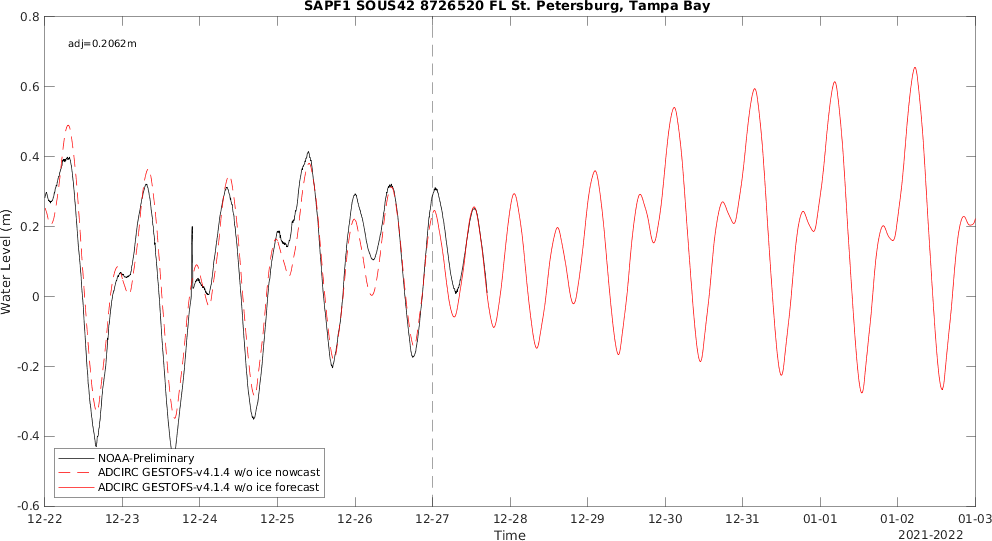 SAPF1 SOUS42 8726520 FL St. Petersburg, Tampa Bay
adj=0.2062m
0.8
0.6
0.4
0.2
0
-0.2
-0.4
-0.6
Water Level (m)
NOAA-Preliminary
ADCIRC GESTOFS-v4.1.4 w/o ice nowcast
ADCIRC GESTOFS-v4.1.4 w/o ice forecast
12-22 12-23 12-24 12-25 12-26 12-27 12-28 12-29 12-30 12-31 01-01 01-02 01-03
Time
2021-2022